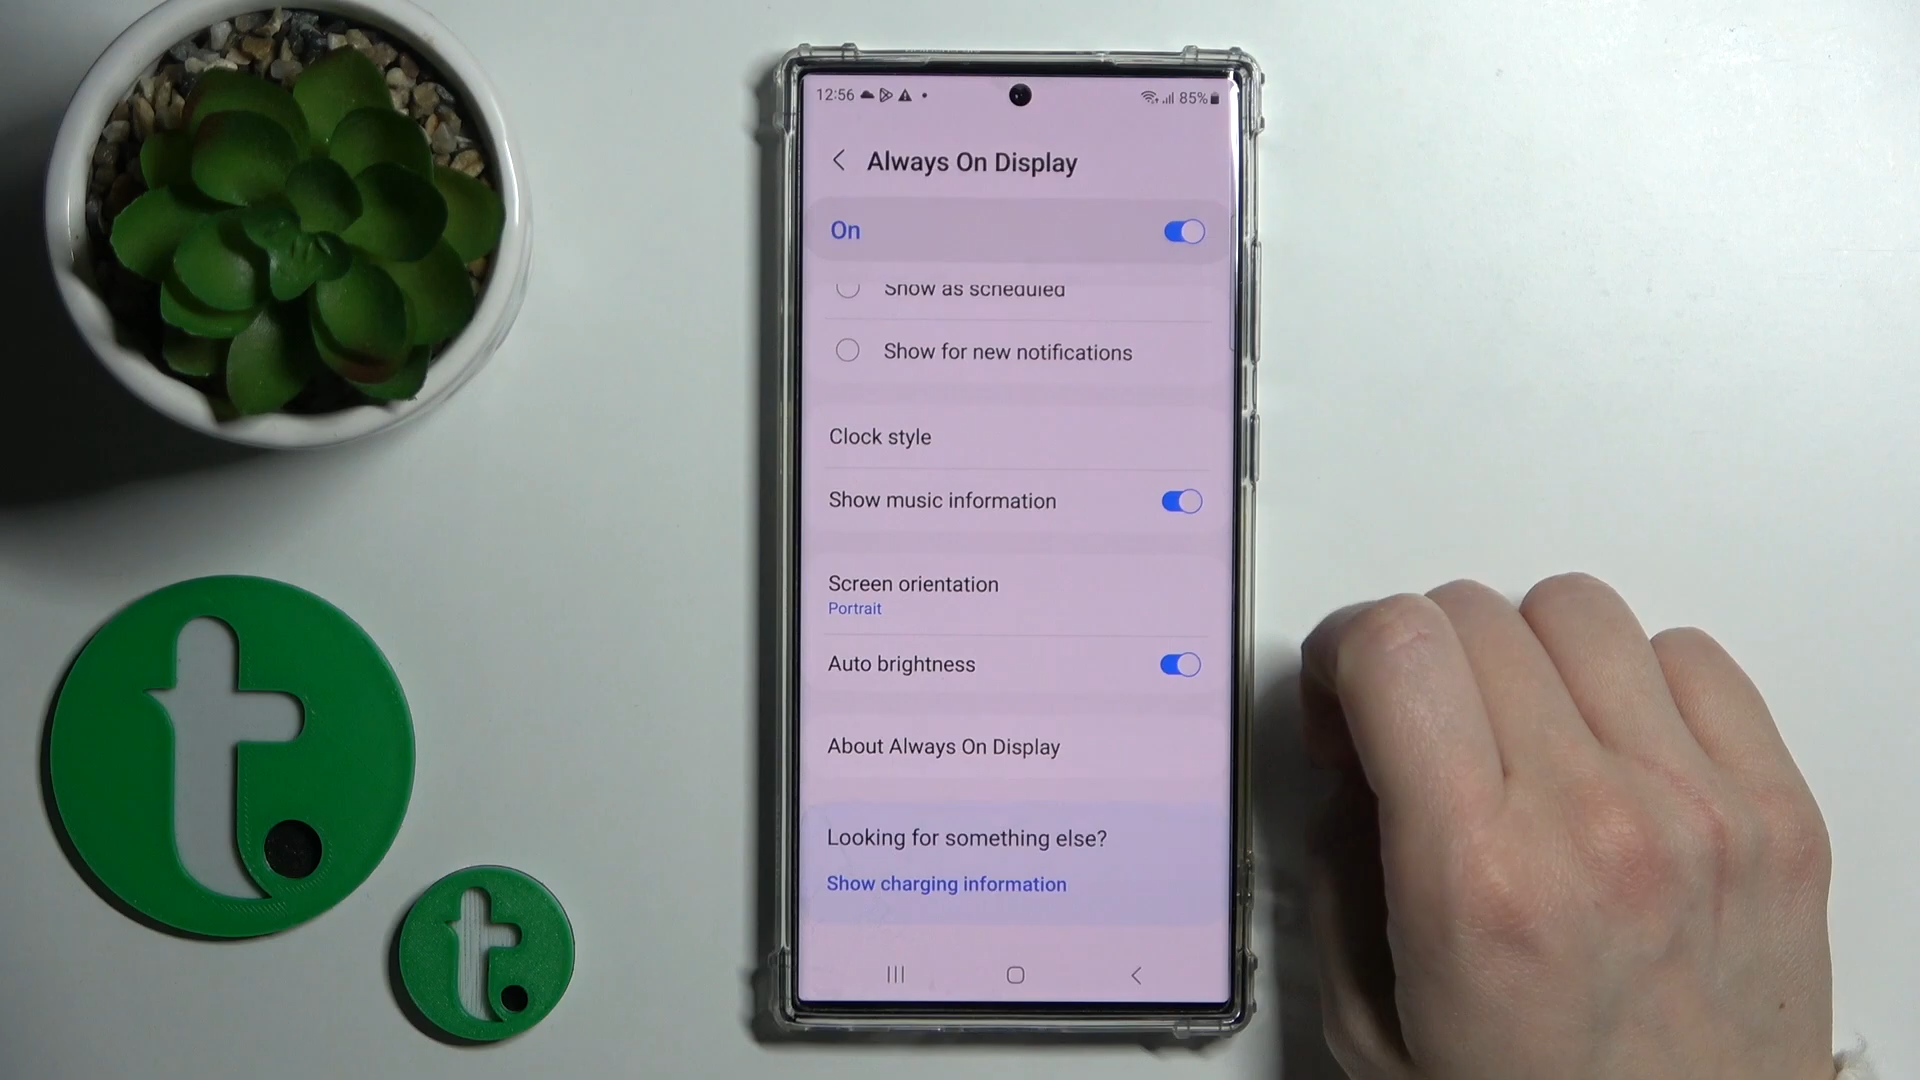 12:56 85%
Always On Display
On
Show as scheduled
Show for new notifications
Clock style
Show music information
Screen orientation
Portrait
Auto brightness
About Always On Display
Looking for something else?
Show charging information
t.
t.